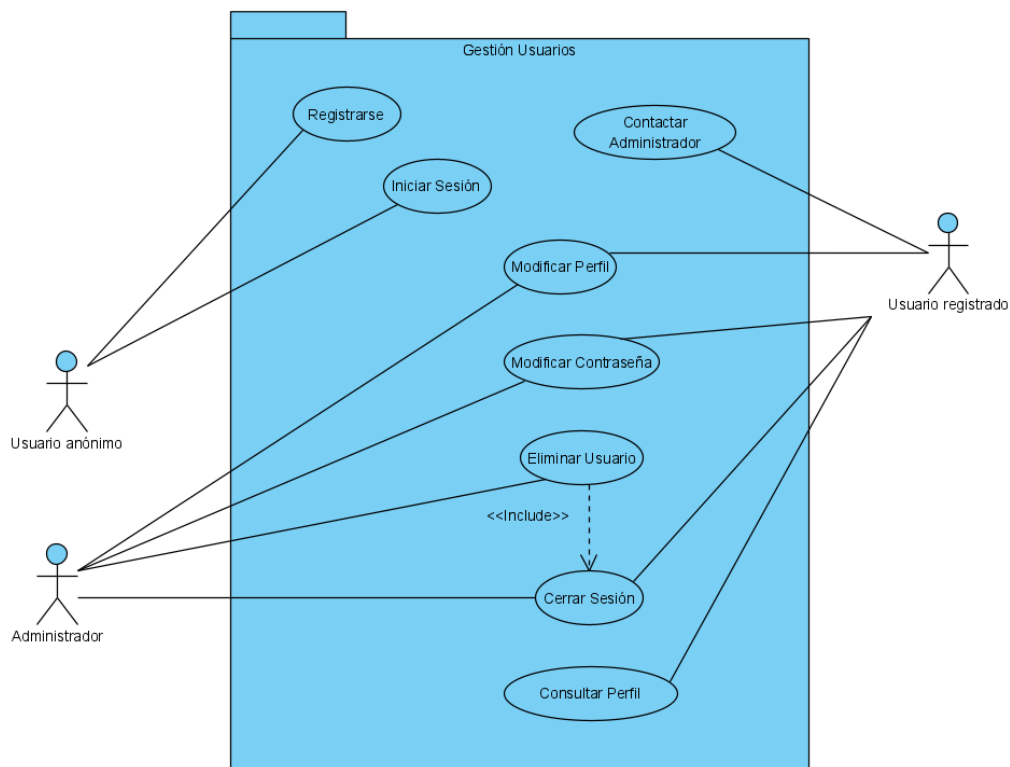 Gestión Usuarios
Registrarse
Contactar
Administrador
Iniciar Sesión
Modificar Perfil
Usuario registrado
Modificar Contraseña
Usuario anónimo
Eliminar Usuario
<<Include>>
Cerrar Sesión
Administrador
Consultar Perfil